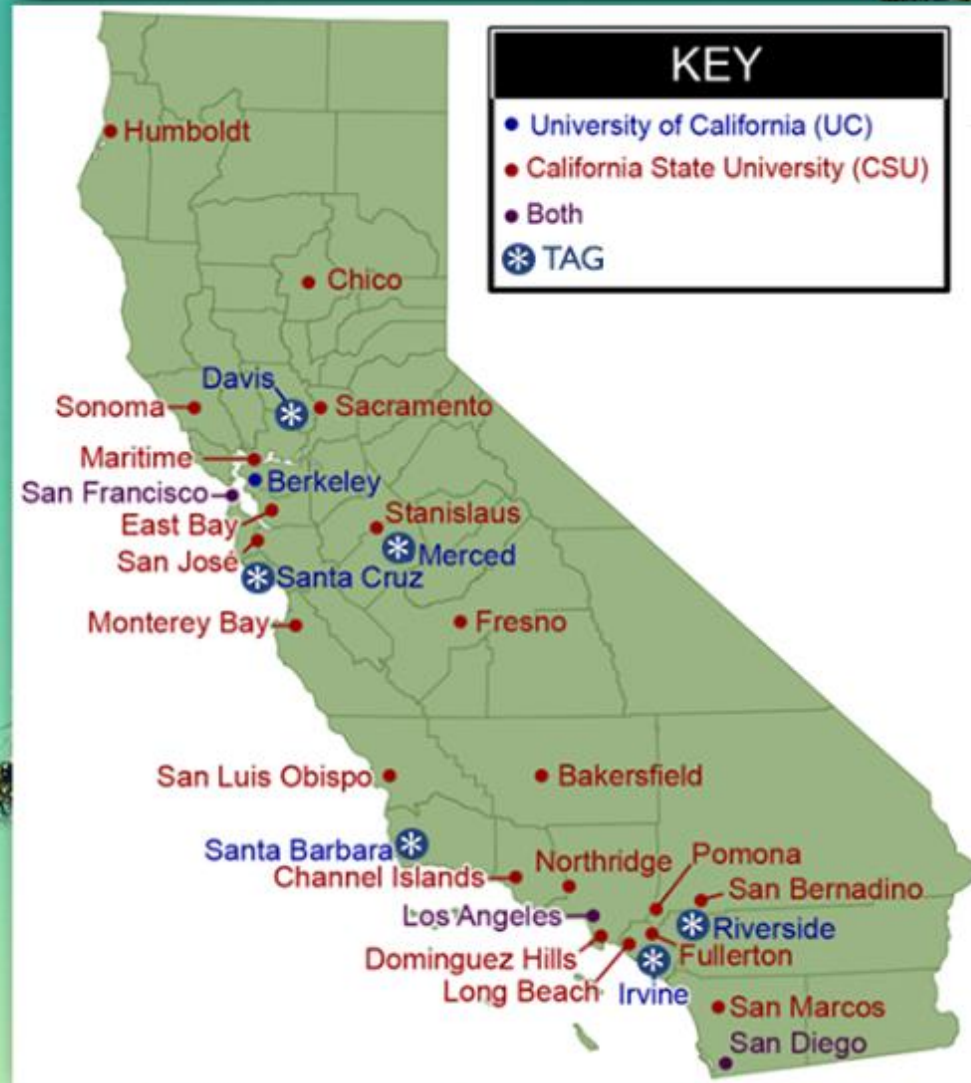 KEY
University of California (UC)
California State University (CSU)
Both
TAG
Humboldt
Chico
Davis
Sonoma
Sacramento
Maritime
Berkeley
San Francisco
East Bay
Stanislaus
San José
Merced
Santa Cruz
Monterey Bay
Fresno
San Luis Obispo
Bakersfield
Santa Barbara
Northridge
Pomona
Channel Islands
San Bernadino
Los Angeles
Riverside
Dominguez Hills
Fullerton
Long Beach
Irvine
San Marcos
San Diego